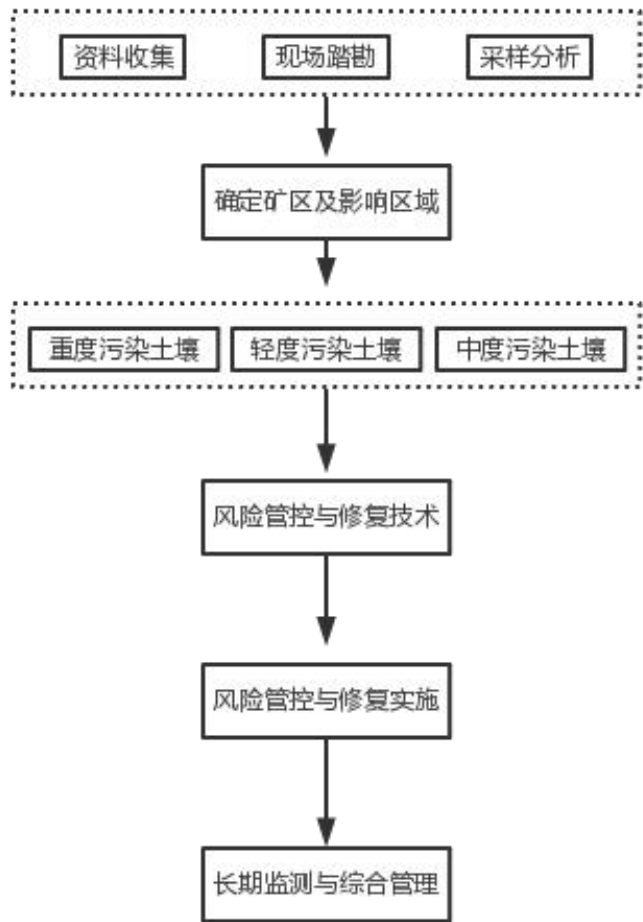 资料收集 现场踏勘 采样分析
确定矿区及影响区域
重度污染土壤 轻度污染土壤 中度污染土壤
风险管控与修复技术
风险管控与修复实施
长期监测与综合管理